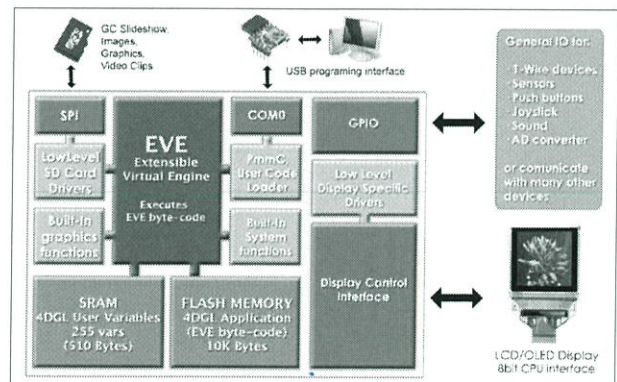 GC Slideshow,
Images,
Graphics,
Video Clips
USB programing interface
SPI
LowLevel
SD Card
Drivers
Built-In
graphics
functions
EVE
Extensible
Virtual Engine
Executes
EVE byte-code
COM0
PmmC,
User Code
Loader
Built-In
System
functions
GPIO
Low Level
Display Specific
Drivers
Display Control
Interface
SRAM
4DGL User Variables
255 vars
(510 Bytes)
FLASH MEMORY
4DGL Application
(EVE byte-code)
10K Bytes
General IO for:
· 1-Wire devices
· Sensors
· Push buttons
· Joystick
· Sound
· AD converter
or comunicate
with many other
devices
LCD/OLED Display
8bit CPU interface